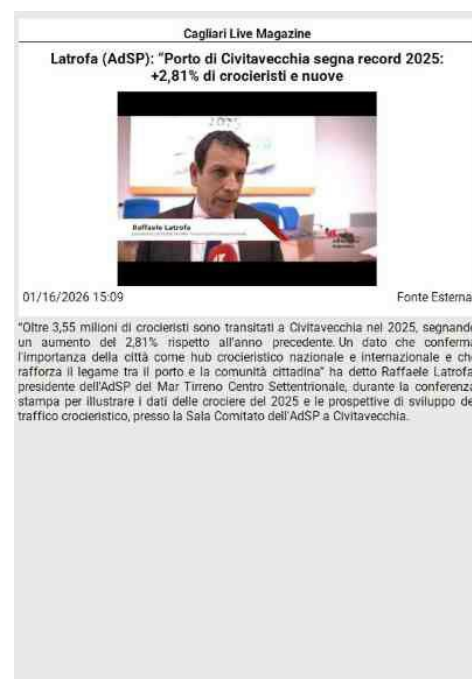 Cagliari Live Magazine
Latrofa (AdSP): "Porto di Civitavecchia segna record 2025:
+2,81% di crocieristi e nuove
Raffaele Latrofa
01/16/2026 15:09
Fonte Esterna
"Oltre 3,55 milioni di crocieristi sono transitati a Civitavecchia nel 2025, segnando
un aumento del 2,81% rispetto all'anno precedente. Un dato che conferma
l'importanza della città come hub crocieristico nazionale e internazionale e che
rafforza il legame tra il porto e la comunità cittadina" ha detto Raffaele Latrofa
presidente dell'AdSP del Mar Tirreno Centro Settentrionale, durante la conferenza
stampa per illustrare i dati delle crociere del 2025 e le prospettive di sviluppo de
traffico crocieristico, presso la Sala Comitato dell'AdSP a Civitavecchia.